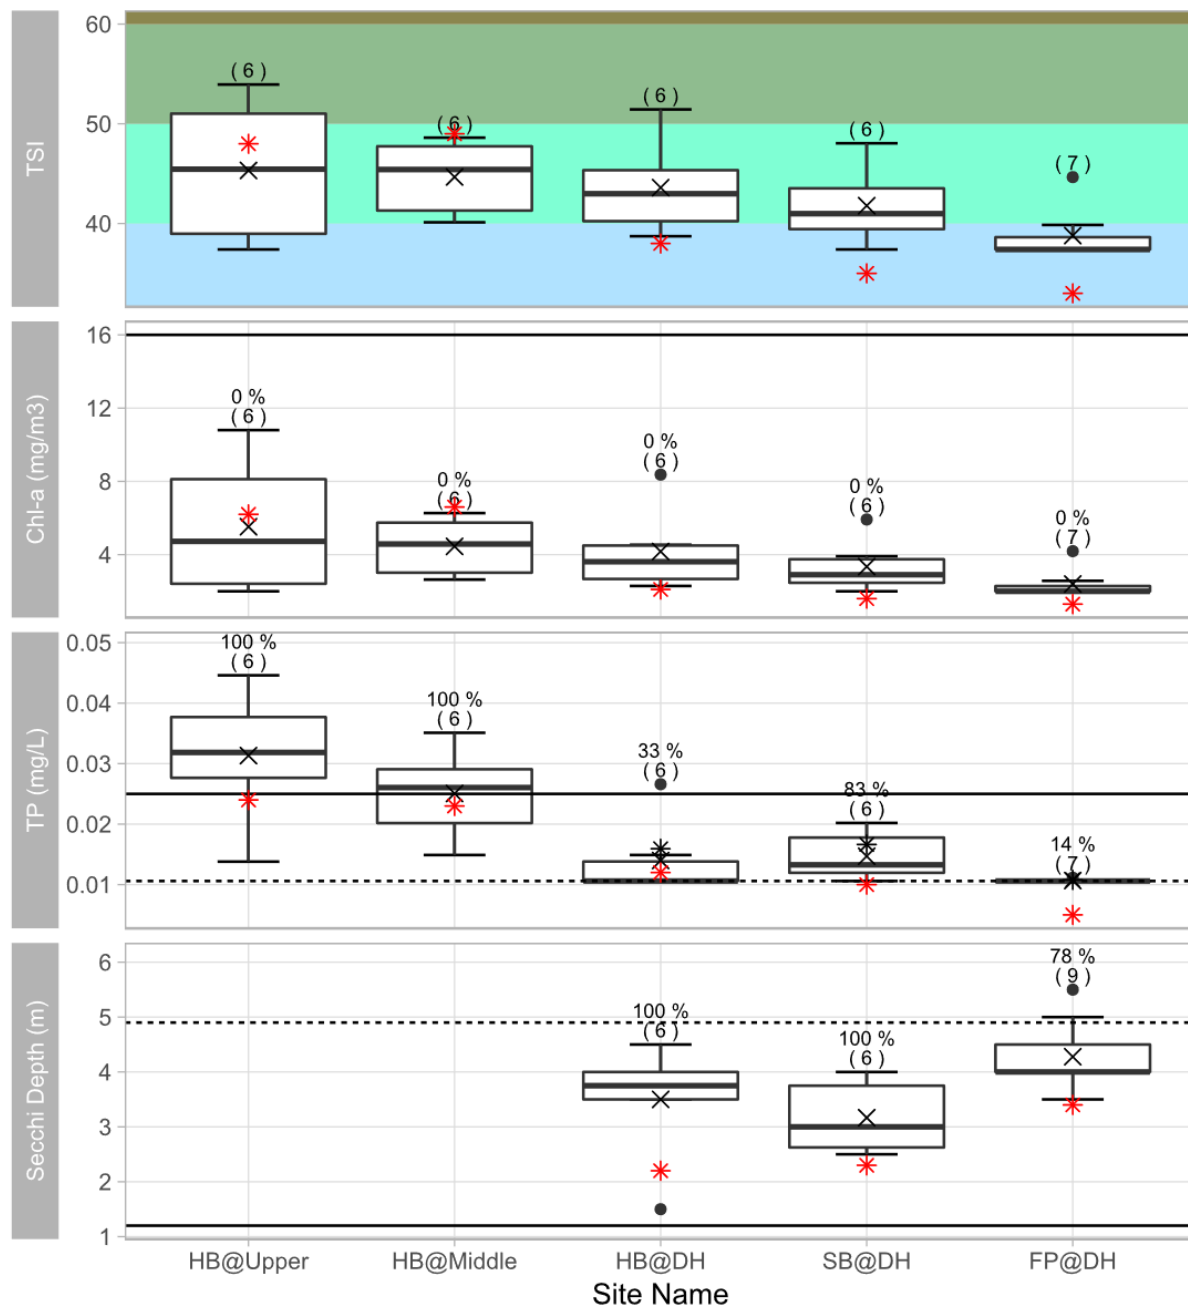 TSI
60
50
40
( 6 )
( 6 )
( 6 )
( 6 )
( 7 )
Chl-a (mg/m3)
16
12
8
4
0 %
( 6 )
0 %
( 6 )
0 %
( 6 )
0 %
( 6 )
0 %
( 7 )
TP (mg/L)
0.05
0.04
0.03
0.02
0.01
100 %
( 6 )
100 %
( 6 )
33 %
( 6 )
83 %
( 6 )
14 %
( 7 )
Secchi Depth (m)
6
5
4
3
2
1
100 %
( 6 )
100 %
( 6 )
78 %
( 9 )
HB@Upper
HB@Middle
HB@DH
SB@DH
FP@DH
Site Name